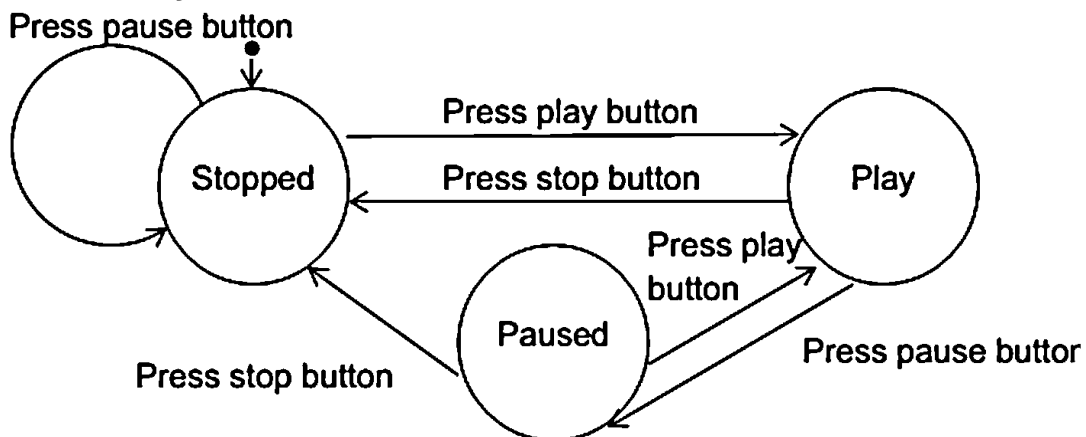 Press pause button
Press play button
Stopped
Press stop button
Play
Press play
button
Paused
Press pause buttor
Press stop button